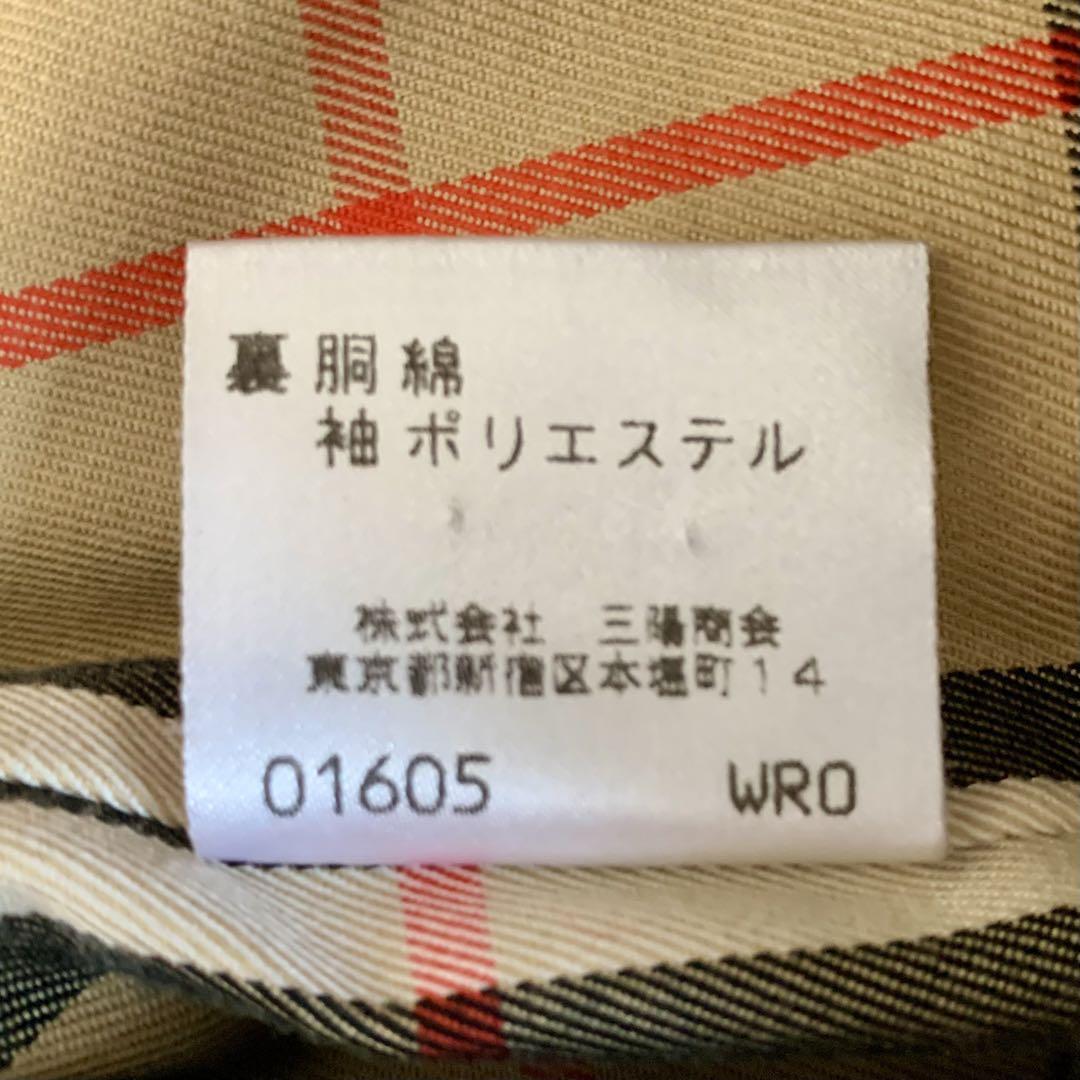 裏 胴 綿
袖 ポリエステル
株式会社 三陽商会
東京都新宿区本塩町14
01605 WRO